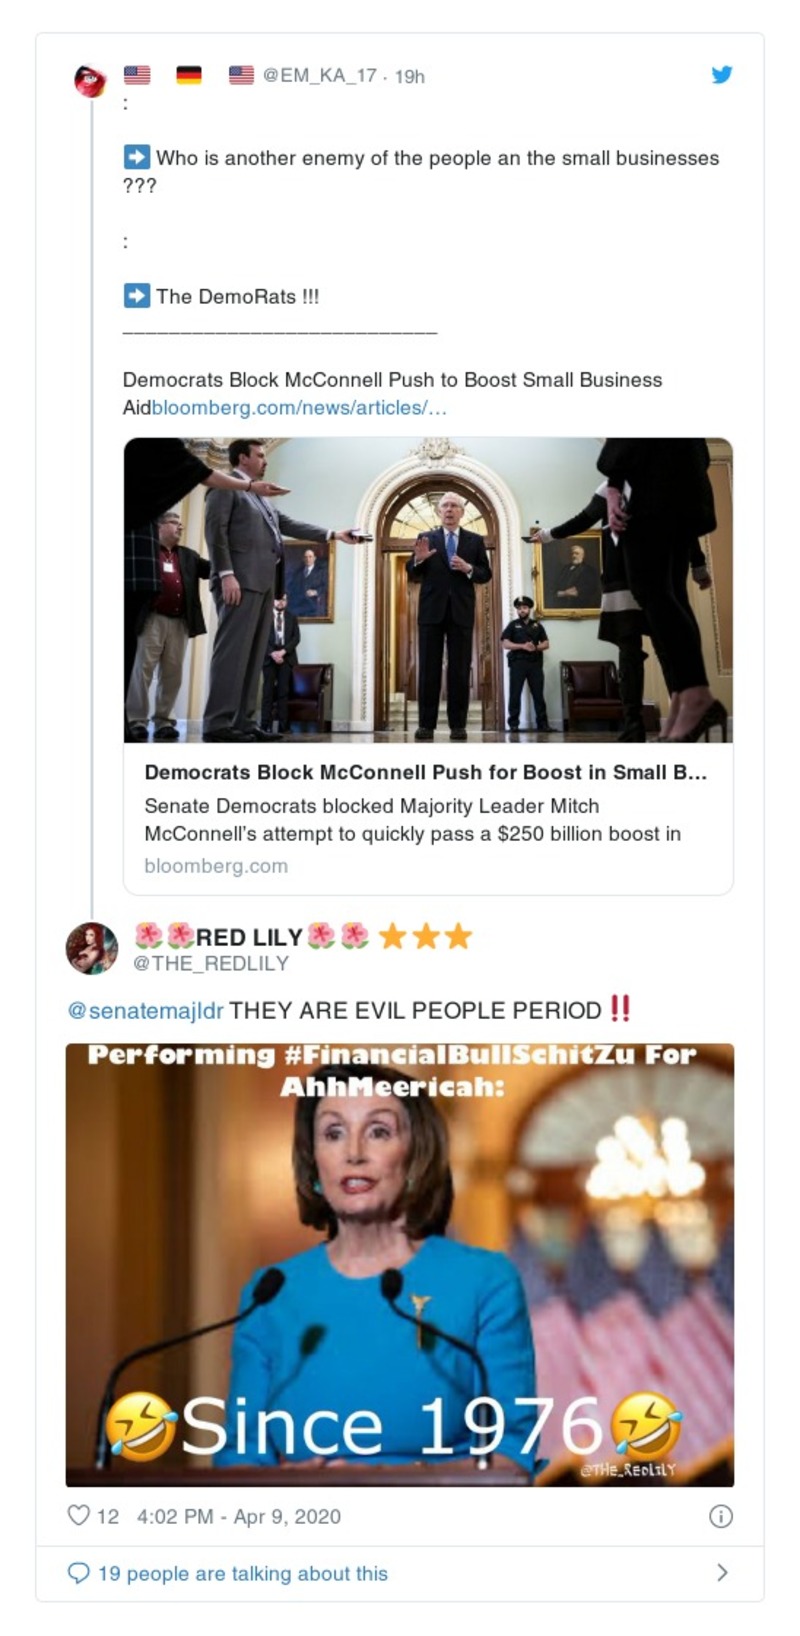 @EM_KA_17 · 19h
:
➡ Who is another enemy of the people an the small businesses
???
:
➡ The DemoRats !!!
___________________________
Democrats Block McConnell Push to Boost Small Business
Aidbloomberg.com/news/articles/…
Democrats Block McConnell Push for Boost in Small B...
Senate Democrats blocked Majority Leader Mitch
McConnell's attempt to quickly pass a $250 billion boost in
bloomberg.com
🌺🌺RED LILY🌺🌺 ⭐⭐⭐
@THE_REDLILY
@senatemajldr THEY ARE EVIL PEOPLE PERIOD‼
Performing #FinancialBullSchitZu For
AhhMeericah:
🤣Since 1976🤣
@THE_REDLILY
12 4:02 PM - Apr 9, 2020
19 people are talking about this